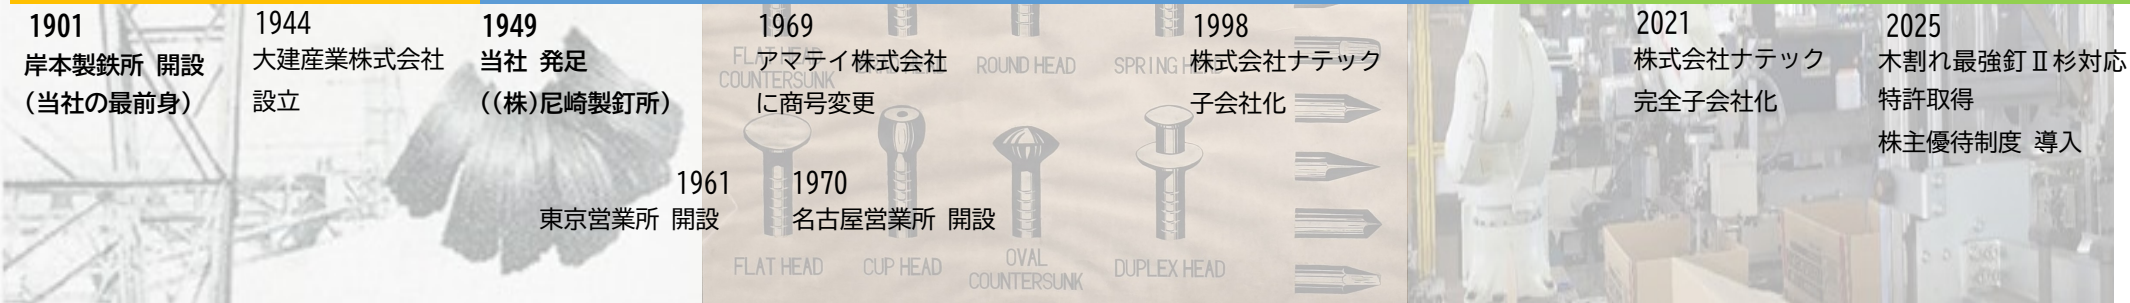 1901
岸本製鉄所 開設
(当社の最前身)
1944
大建産業株式会社
設立
1949
当社 発足
((株)尼崎製釘所)
1961
東京営業所 開設
1969
アマテイ株式会社
に商号変更
1970
名古屋営業所 開設
1998
株式会社ナテック
子会社化
2021
株式会社ナテック
完全子会社化
2025
木割れ最強釘Ⅱ杉対応
特許取得
株主優待制度 導入
FLAT HEAD
COUNTERSUNK
ROUND HEAD
SPRING HEAD
FLAT HEAD
CUP HEAD
OVAL
COUNTERSUNK
DUPLEX HEAD